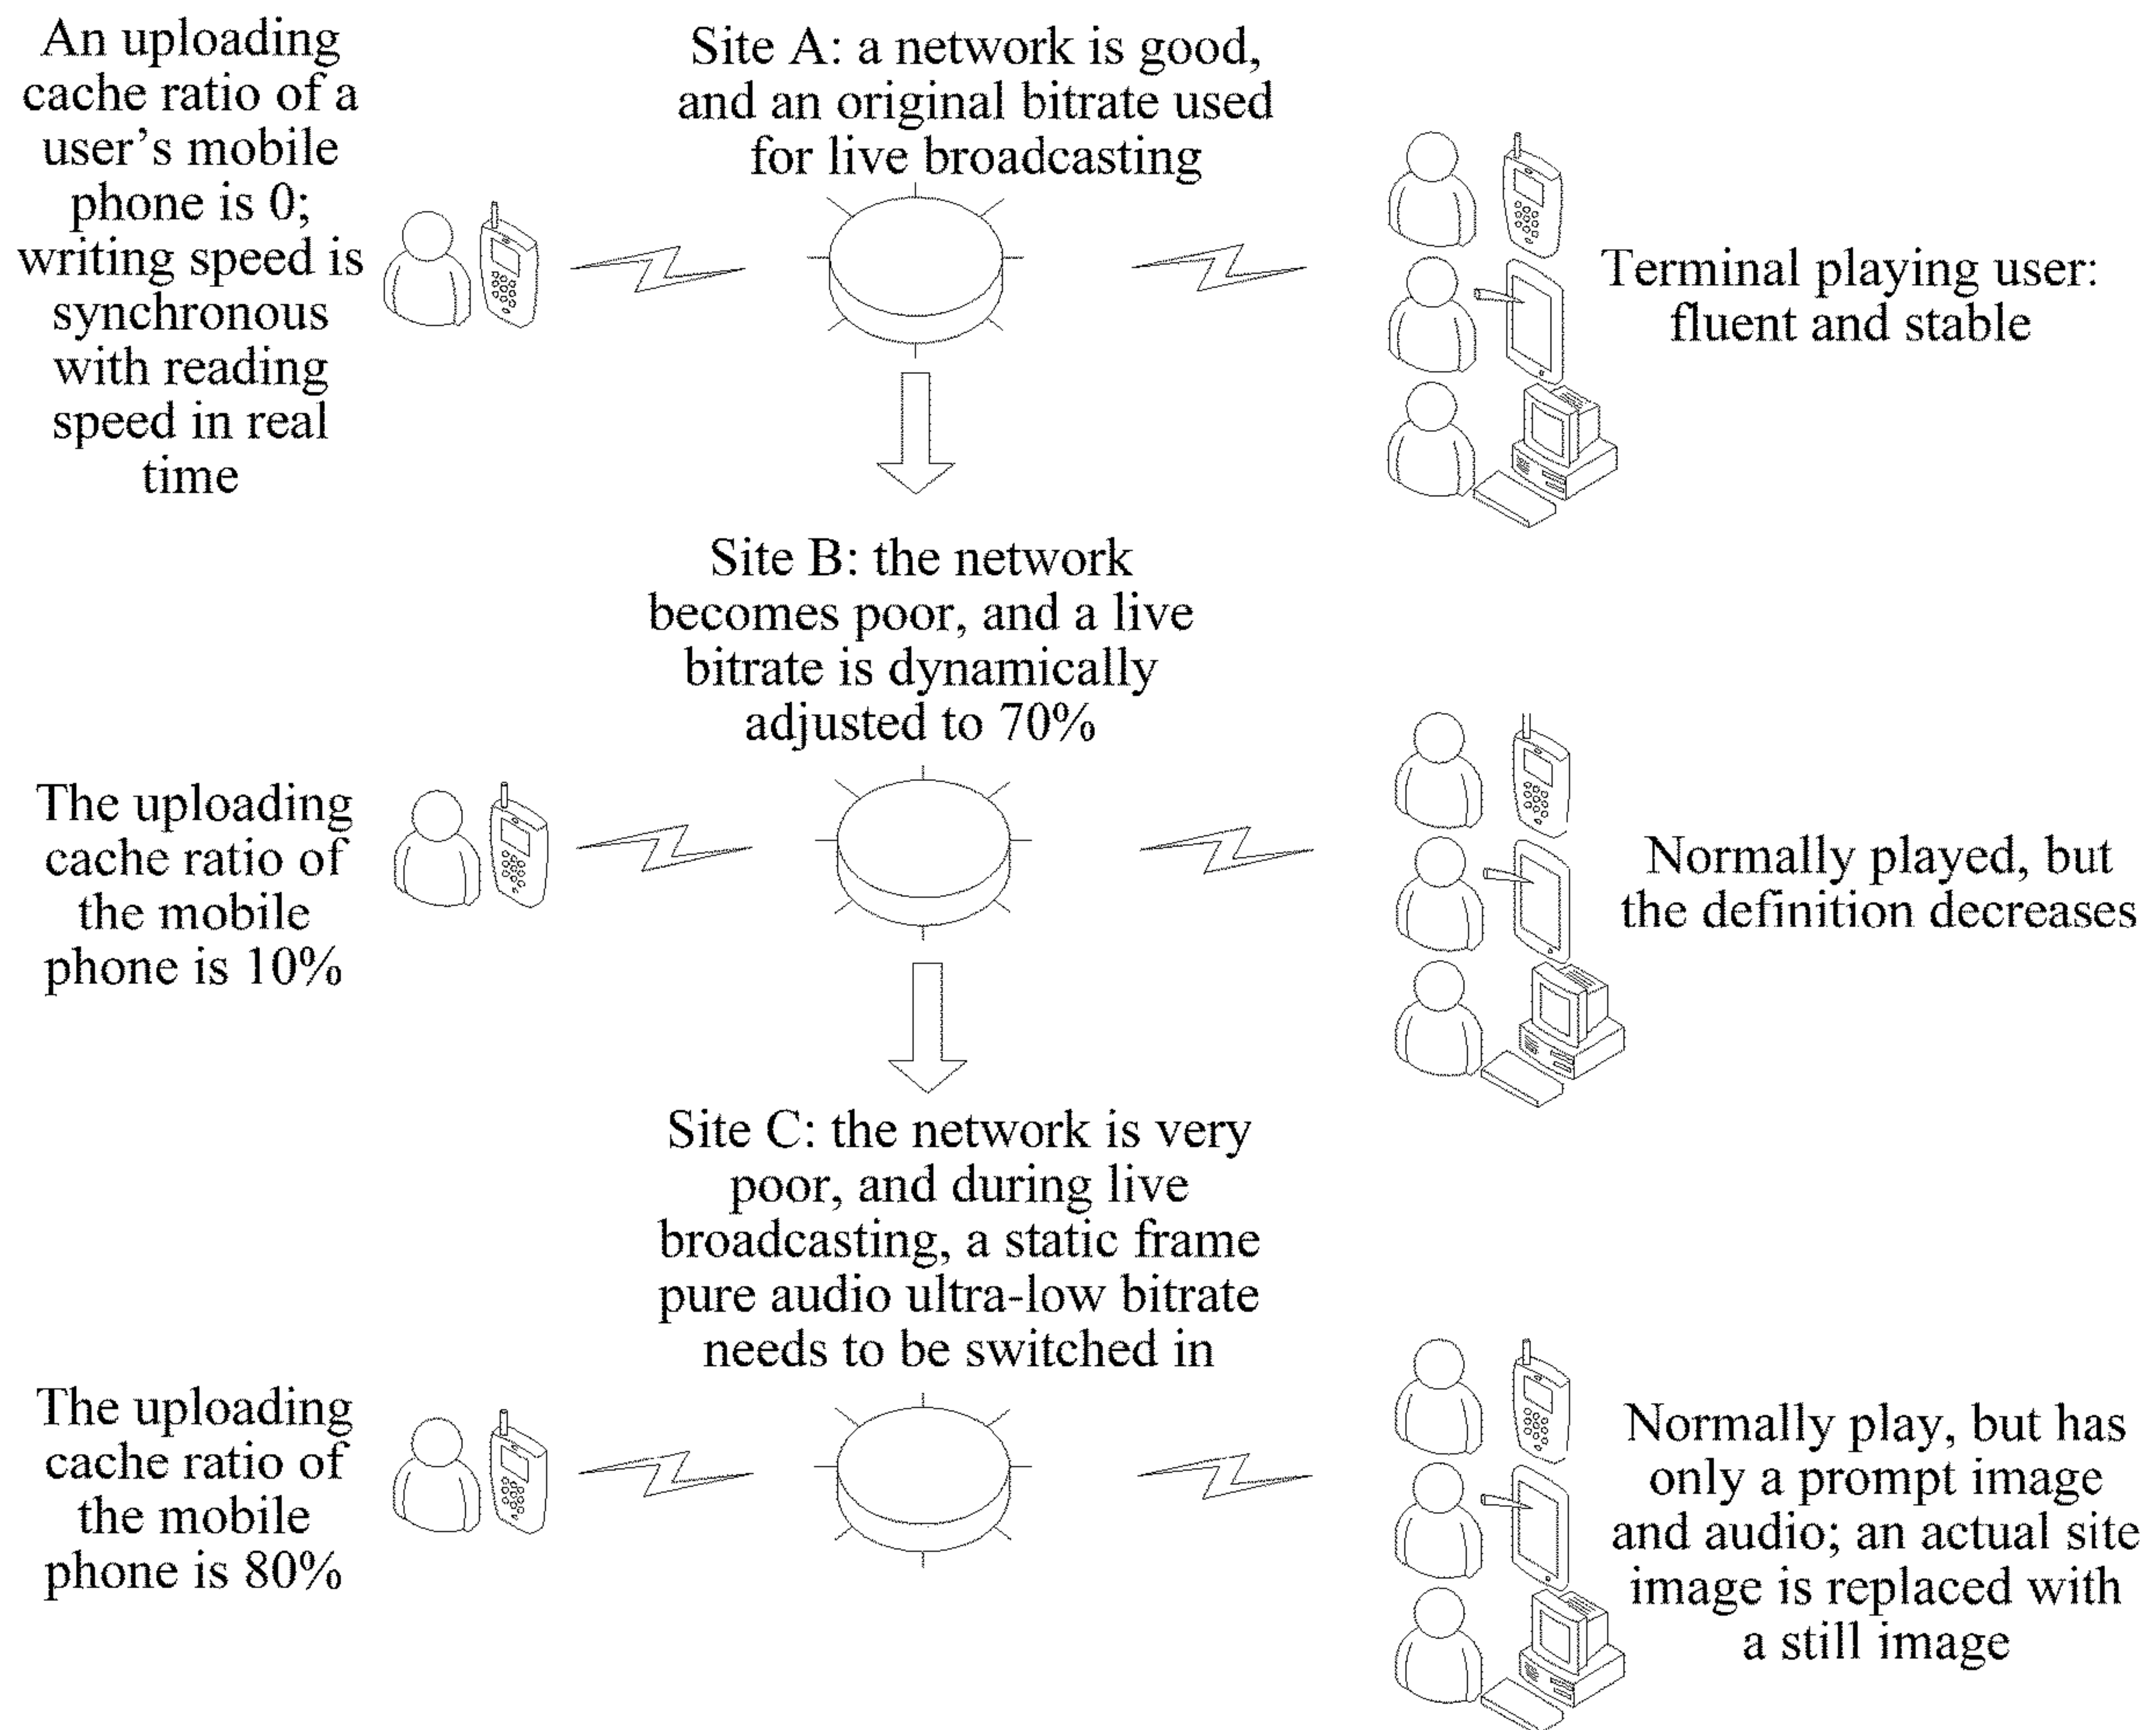 An uploading
cache ratio of a
user’s mobile
phone is 0;
writing speed is
synchronous
with reading
speed in real
time
Site A: a network is good,
and an original bitrate used
for live broadcasting
Terminal playing user:
fluent and stable
Site B: the network
becomes poor, and a live
bitrate is dynamically
adjusted to 70%
The uploading
cache ratio of
the mobile
phone is 10%
Normally played, but
the definition decreases
Site C: the network is very
poor, and during live
broadcasting, a static frame
pure audio ultra-low bitrate
needs to be switched in
The uploading
cache ratio of
the mobile
phone is 80%
Normally play, but has
only a prompt image
and audio; an actual site
image is replaced with
a still image